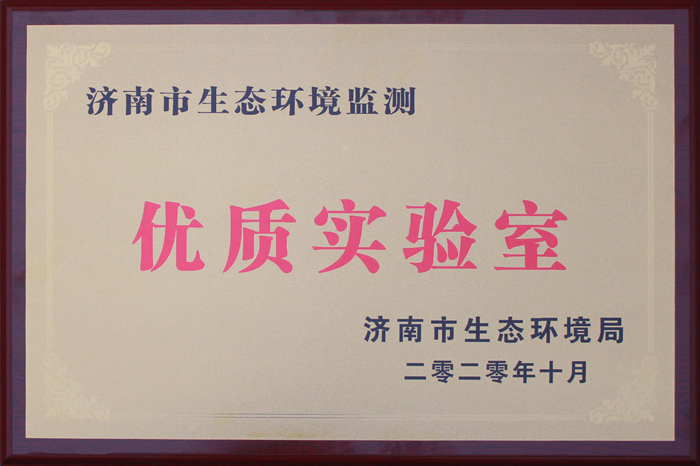 济南市生态环境监测
优质实验室
济南市生态环境局
二零二零年十月